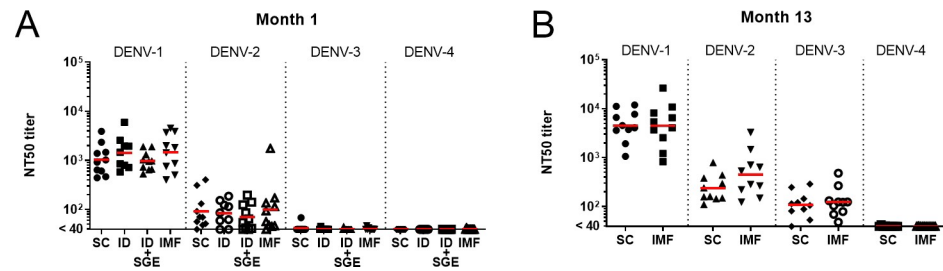 A
Month 1
DENV-1 DENV-2 DENV-3 DENV-4
NT50 titer
10⁵
10⁴
10³
10²
< 40
SC ID ID + SGE IMF SC ID ID + SGE IMF SC ID ID + SGE IMF SC ID ID + SGE IMF
B
Month 13
DENV-1 DENV-2 DENV-3 DENV-4
NT50 titer
10⁵
10⁴
10³
10²
< 40
SC IMF SC IMF SC IMF SC IMF